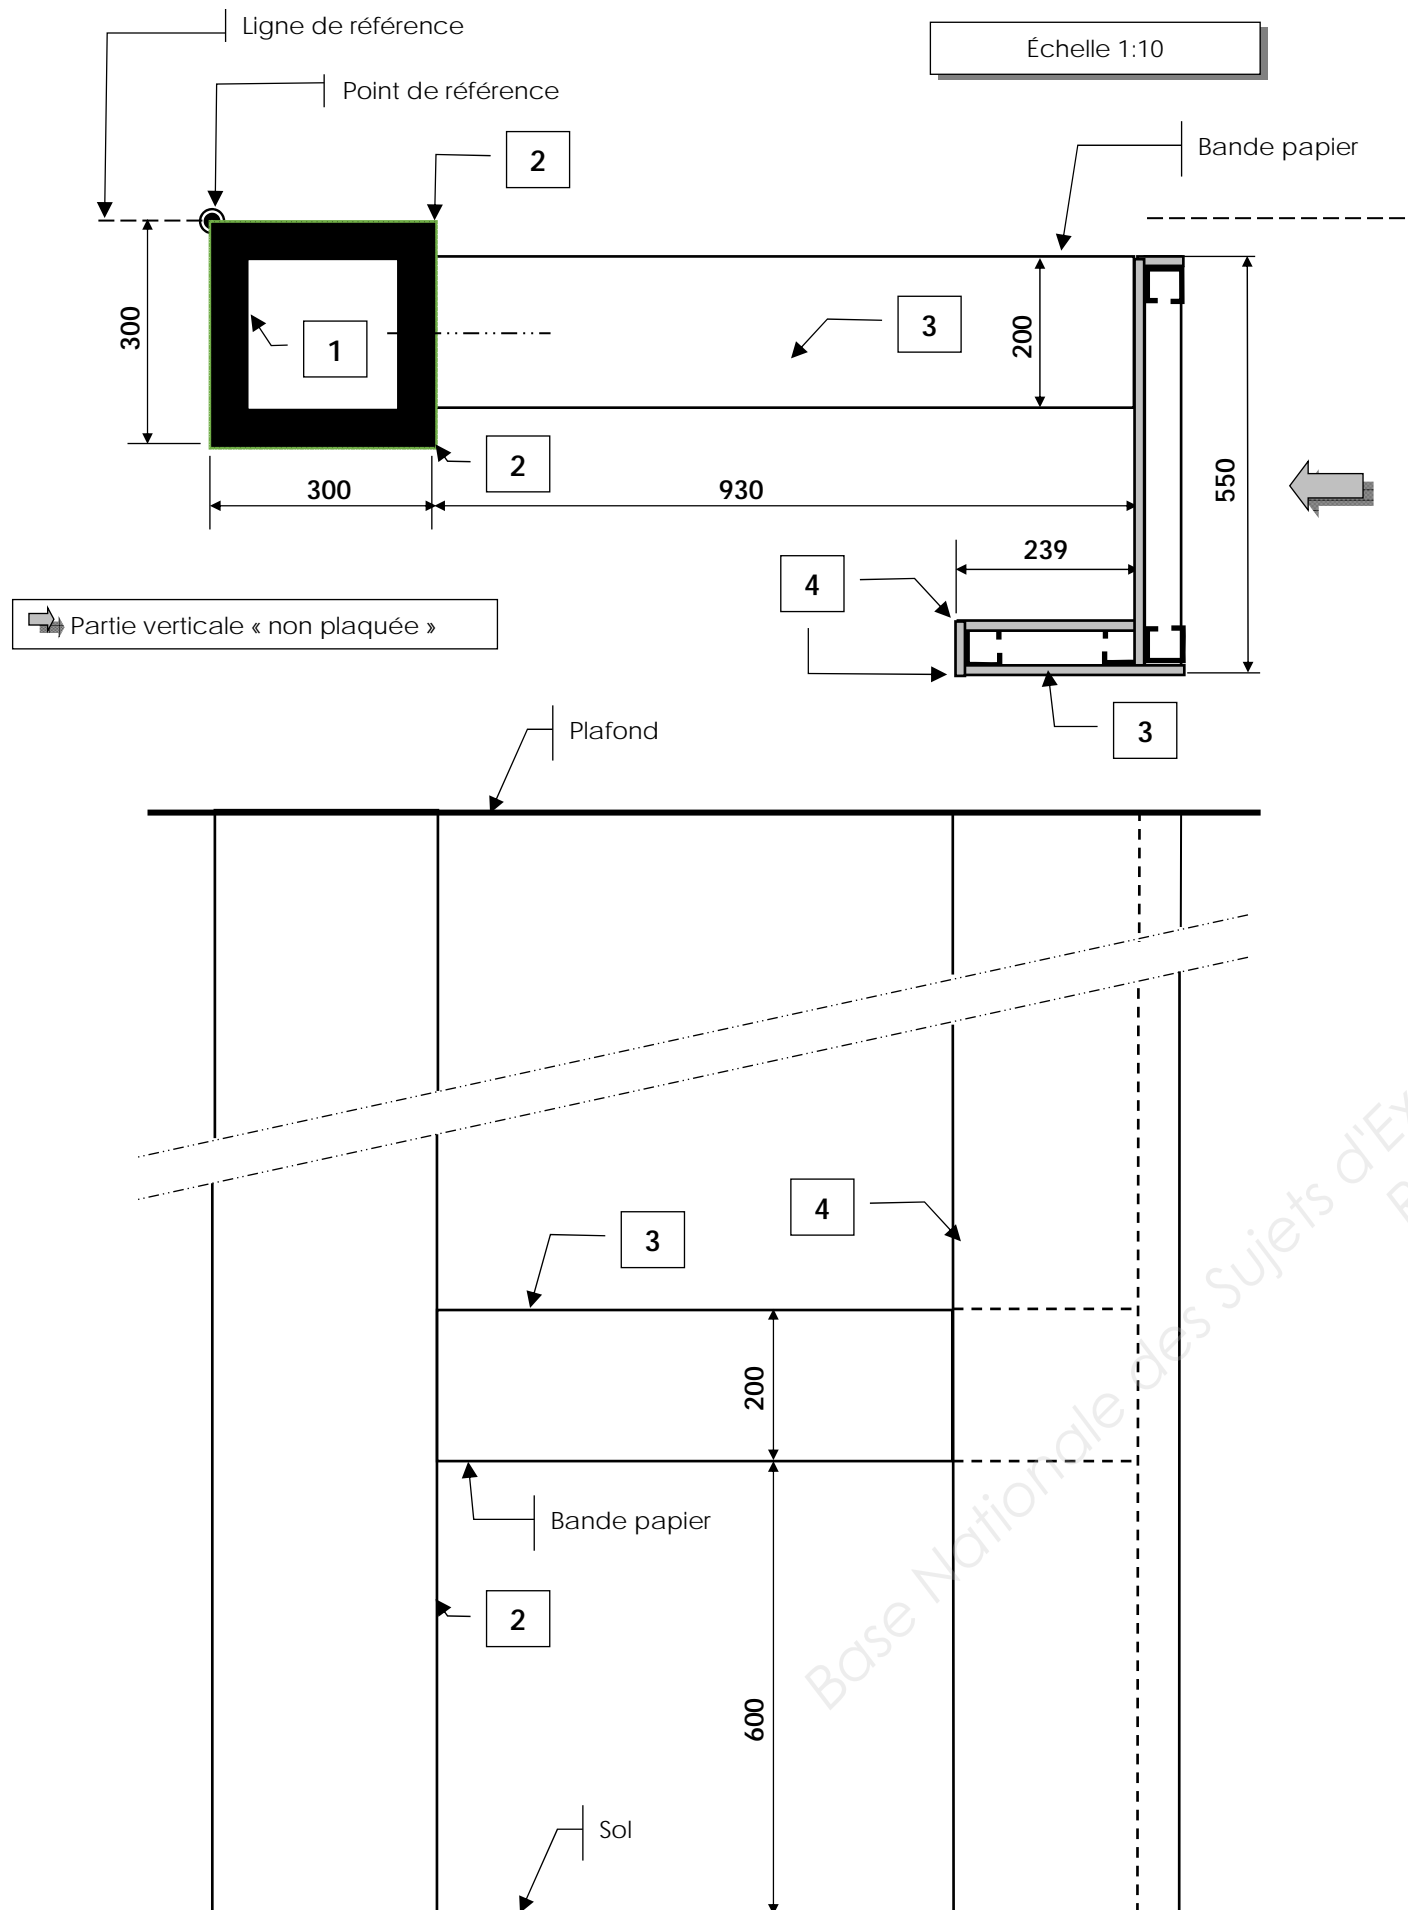 Ligne de référence
Échelle 1:10
Point de référence
2
Bande papier
300
1
3
200
2
300
930
550
239
4
Partie verticale « non plaquée »
3
Plafond
4
3
200
Bande papier
2
600
Sol
Base Nationale des Sujets d'Ex